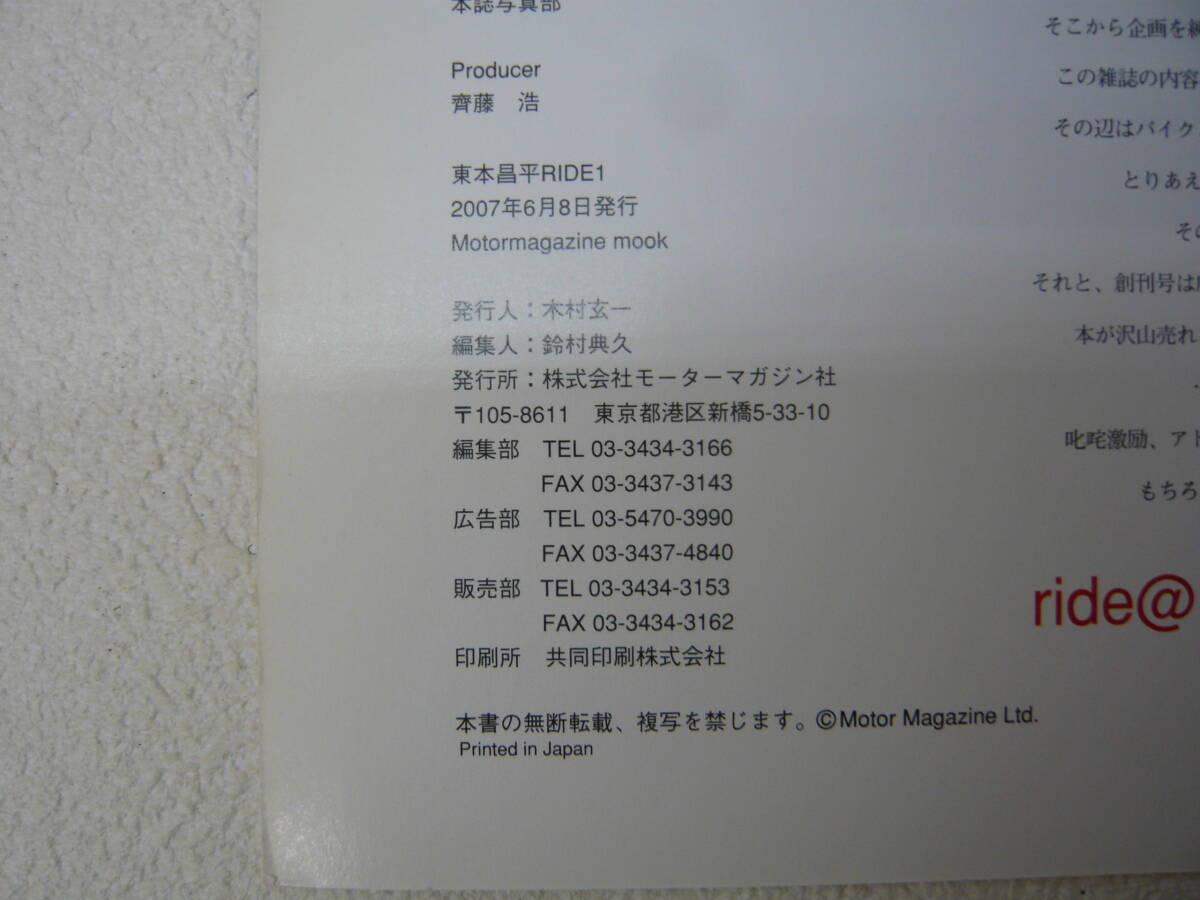 本誌写真部
Producer
齊藤　浩
東本昌平RIDE1
2007年6月8日発行
Motormagazine mook
発行人：木村玄一
編集人：鈴村典久
発行所：株式会社モーターマガジン社
〒105-8611　東京都港区新橋5-33-10
編集部　TEL 03-3434-3166
FAX 03-3437-3143
広告部　TEL 03-5470-3990
FAX 03-3437-4840
販売部　TEL 03-3434-3153
FAX 03-3434-3162
印刷所　共同印刷株式会社
本書の無断転載、複写を禁じます。©Motor Magazine Ltd.
Printed in Japan
そこから企画を練
この雑誌の内容
その辺はバイク
とりあえ
その
それと、創刊号は
本が沢山売れ
叱咤激励、アド
もちろ
ride@